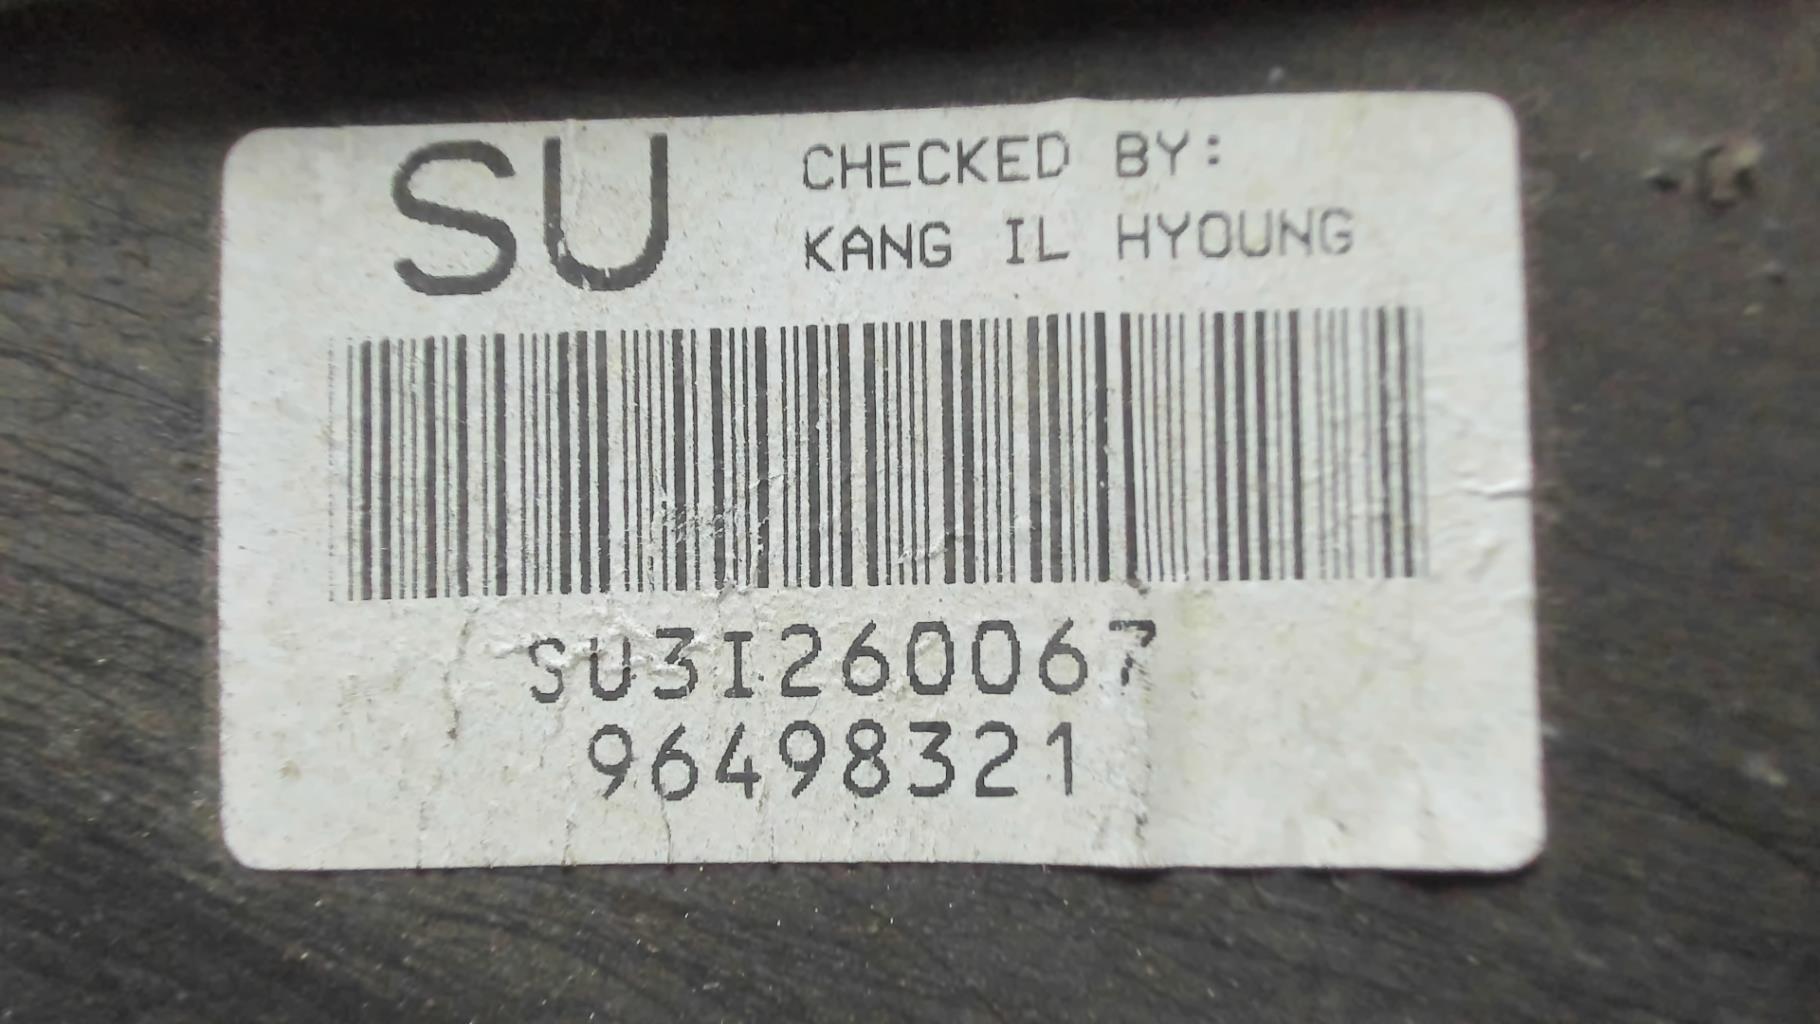 SU
CHECKED BY:
KANG IL HYOUNG
SU3I260067
96498321